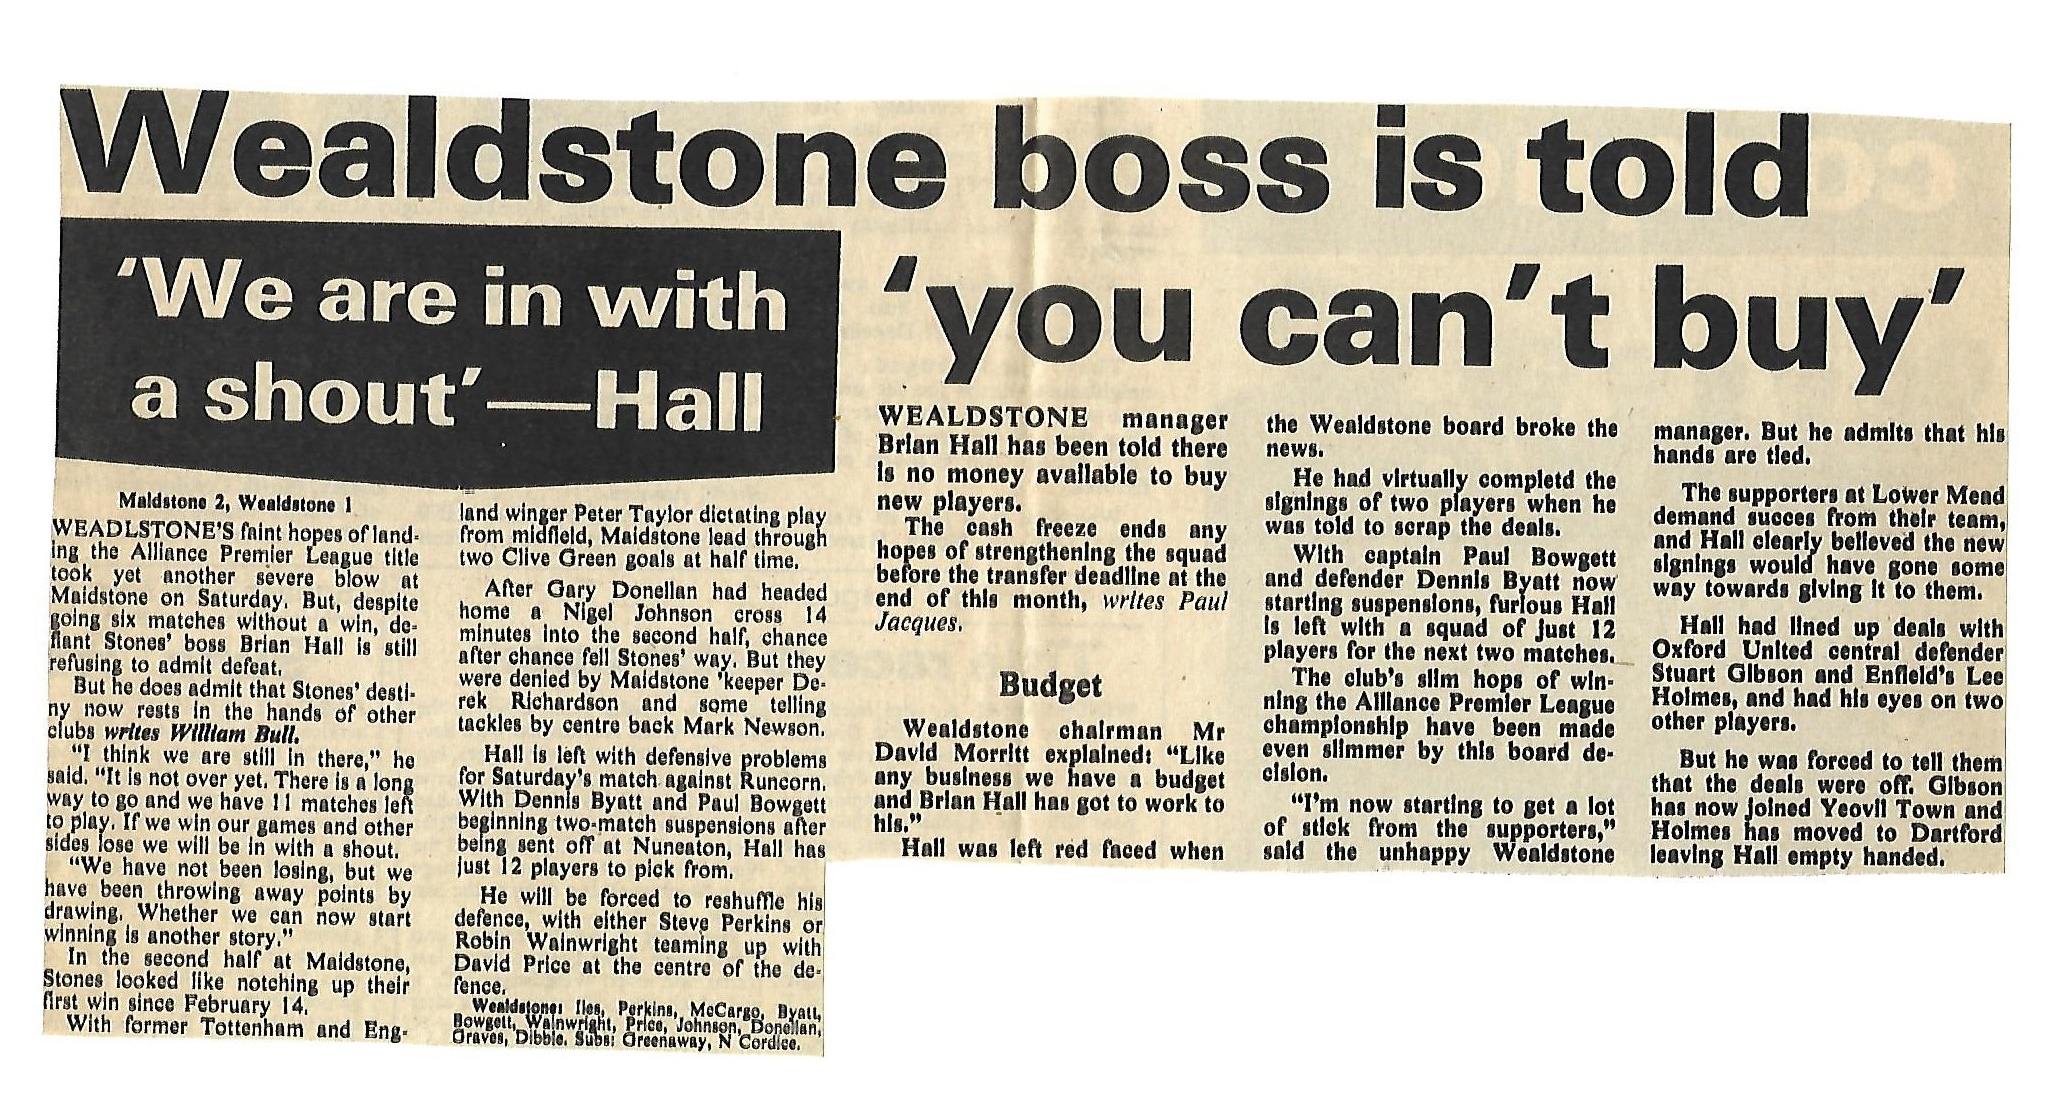 Wealdstone boss is told
'you can't buy'
'We are in with
a shout'—Hall
Maidstone 2, Wealdstone 1
WEADLSTONE'S faint hopes of land-
ing the Alliance Premier League title
took yet another severe blow at
Maidstone on Saturday. But, despite
going six matches without a win, de-
fiant Stones' boss Brian Hall is still
refusing to admit defeat.
But he does admit that Stones' desti-
ny now rests in the hands of other
clubs writes William Bull.
"I think we are still in there," he
said. "It is not over yet. There is a long
way to go and we have 11 matches left
to play. If we win our games and other
sides lose we will be in with a shout.
"We have not been losing, but we
have been throwing away points by
drawing. Whether we can now start
winning is another story."
In the second half at Maidstone,
Stones looked like notching up their
first win since February 14.
With former Tottenham and Eng-
land winger Peter Taylor dictating play
from midfield, Maidstone lead through
two Clive Green goals at half time.
After Gary Donellan had headed
home a Nigel Johnson cross 14
minutes into the second half, chance
after chance fell Stones' way. But they
were denied by Maidstone 'keeper De-
rek Richardson and some telling
tackles by centre back Mark Newson.
Hall is left with defensive problems
for Saturday's match against Runcorn.
With Dennis Byatt and Paul Bowgett
beginning two-match suspensions after
being sent off at Nuneaton, Hall has
just 12 players to pick from.
He will be forced to reshuffle his
defence, with either Steve Perkins or
Robin Wainwright teaming up with
David Price at the centre of the de-
fence.
Wealdstone: Iles, Perkins, McCargo, Byatt,
Bowgett, Wainwright, Price, Johnson, Donellan,
Graves, Dibble. Subs: Greenaway, N Cordice.
WEALDSTONE manager
Brian Hall has been told there
is no money available to buy
new players.
The cash freeze ends any
hopes of strengthening the squad
before the transfer deadline at the
end of this month, writes Paul
Jacques.
Budget
Wealdstone chairman Mr
David Morritt explained: "Like
any business we have a budget
and Brian Hall has got to work to
his."
Hall was left red faced when
the Wealdstone board broke the
news.
He had virtually completd the
signings of two players when he
was told to scrap the deals.
With captain Paul Bowgett
and defender Dennis Byatt now
starting suspensions, furious Hall
is left with a squad of just 12
players for the next two matches.
The club's slim hops of win-
ning the Alliance Premier League
championship have been made
even slimmer by this board de-
cision.
"I'm now starting to get a lot
of stick from the supporters,"
said the unhappy Wealdstone
manager. But he admits that his
hands are tied.
The supporters at Lower Mead
demand succes from their team,
and Hall clearly believed the new
signings would have gone some
way towards giving it to them.
Hall had lined up deals with
Oxford United central defender
Stuart Gibson and Enfield's Lee
Holmes, and had his eyes on two
other players.
But he was forced to tell them
that the deals were off. Gibson
has now joined Yeovil Town and
Holmes has moved to Dartford
leaving Hall empty handed.